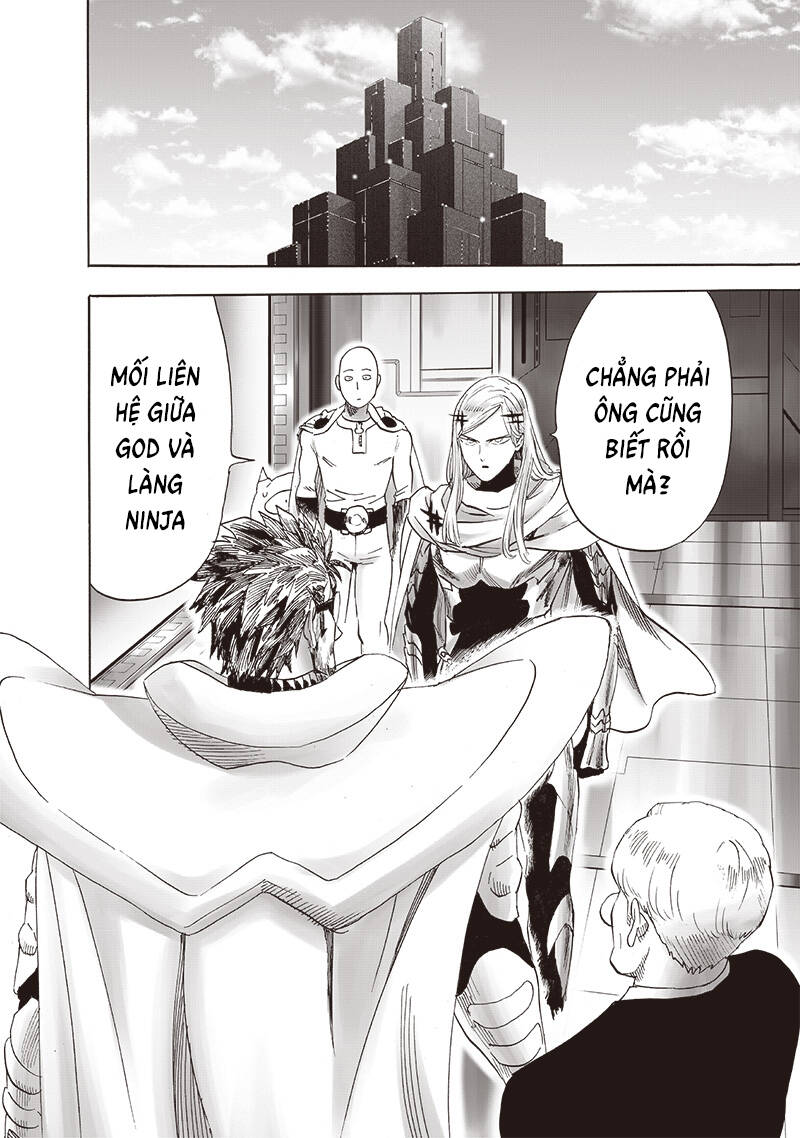 CHẲNG PHẢI
ÔNG CŨNG
BIẾT RỒI
MÀ?
MỐI LIÊN
HỆ GIỮA
GOD VÀ
LÀNG
NINJA